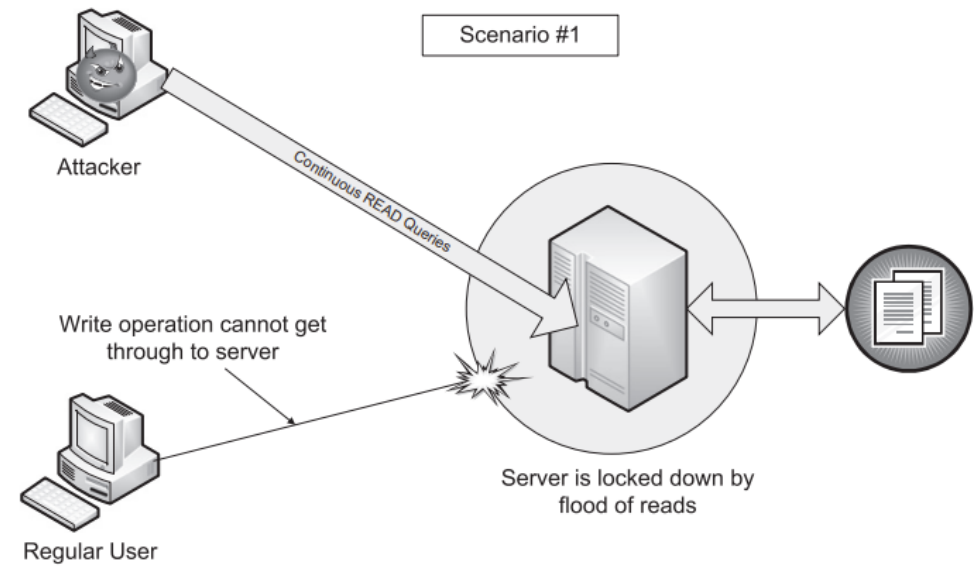 Scenario #1
Attacker
Continuous READ Queries
Write operation cannot get
through to server
Server is locked down by
flood of reads
Regular User